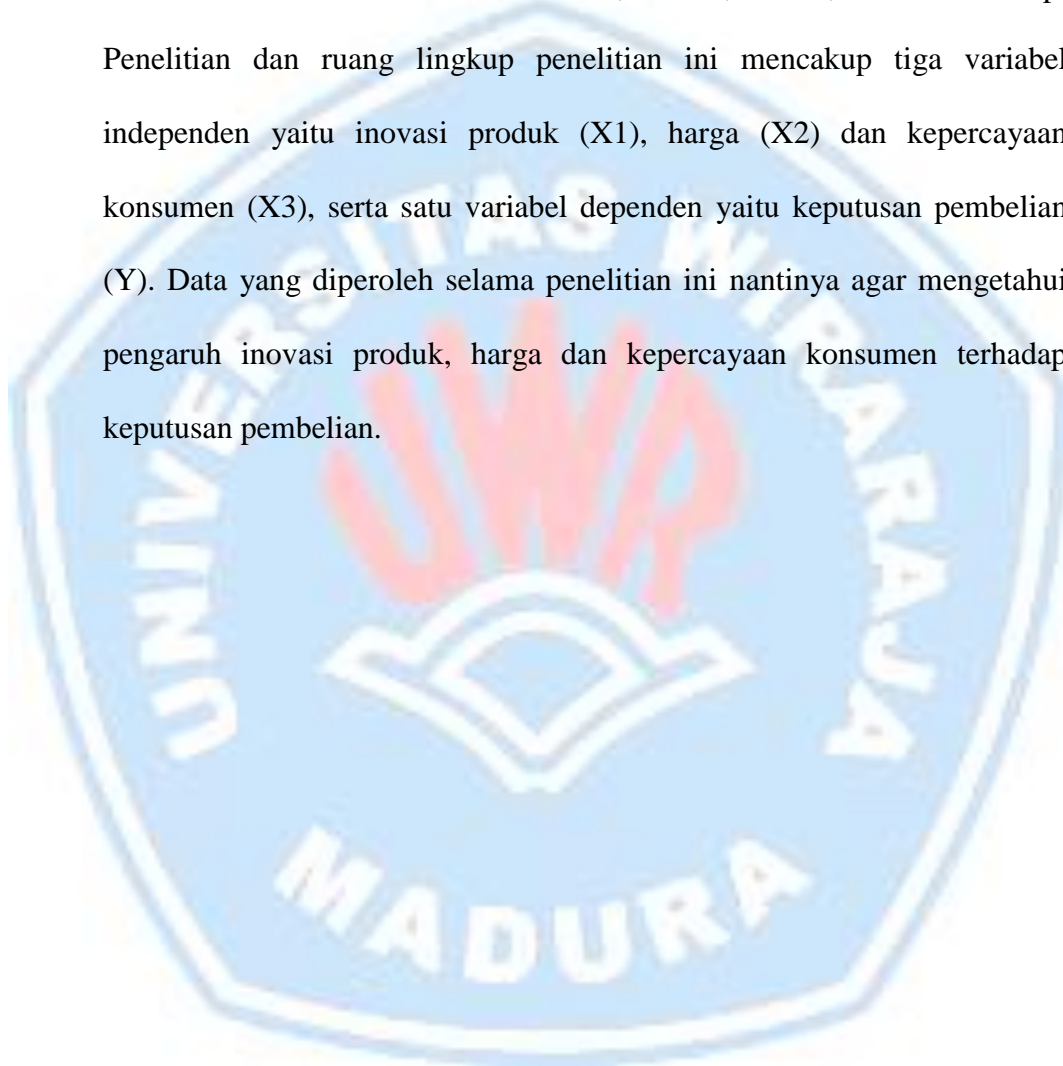 Penelitian dan ruang lingkup penelitian ini mencakup tiga variabel
independen yaitu inovasi produk (X1), harga (X2) dan kepercayaan
konsumen (X3), serta satu variabel dependen yaitu keputusan pembelian
(Y). Data yang diperoleh selama penelitian ini nantinya agar mengetahui
pengaruh inovasi produk, harga dan kepercayaan konsumen terhadap
keputusan pembelian.
UNIVERSITAS WIRARAJA
UWR
MADURA